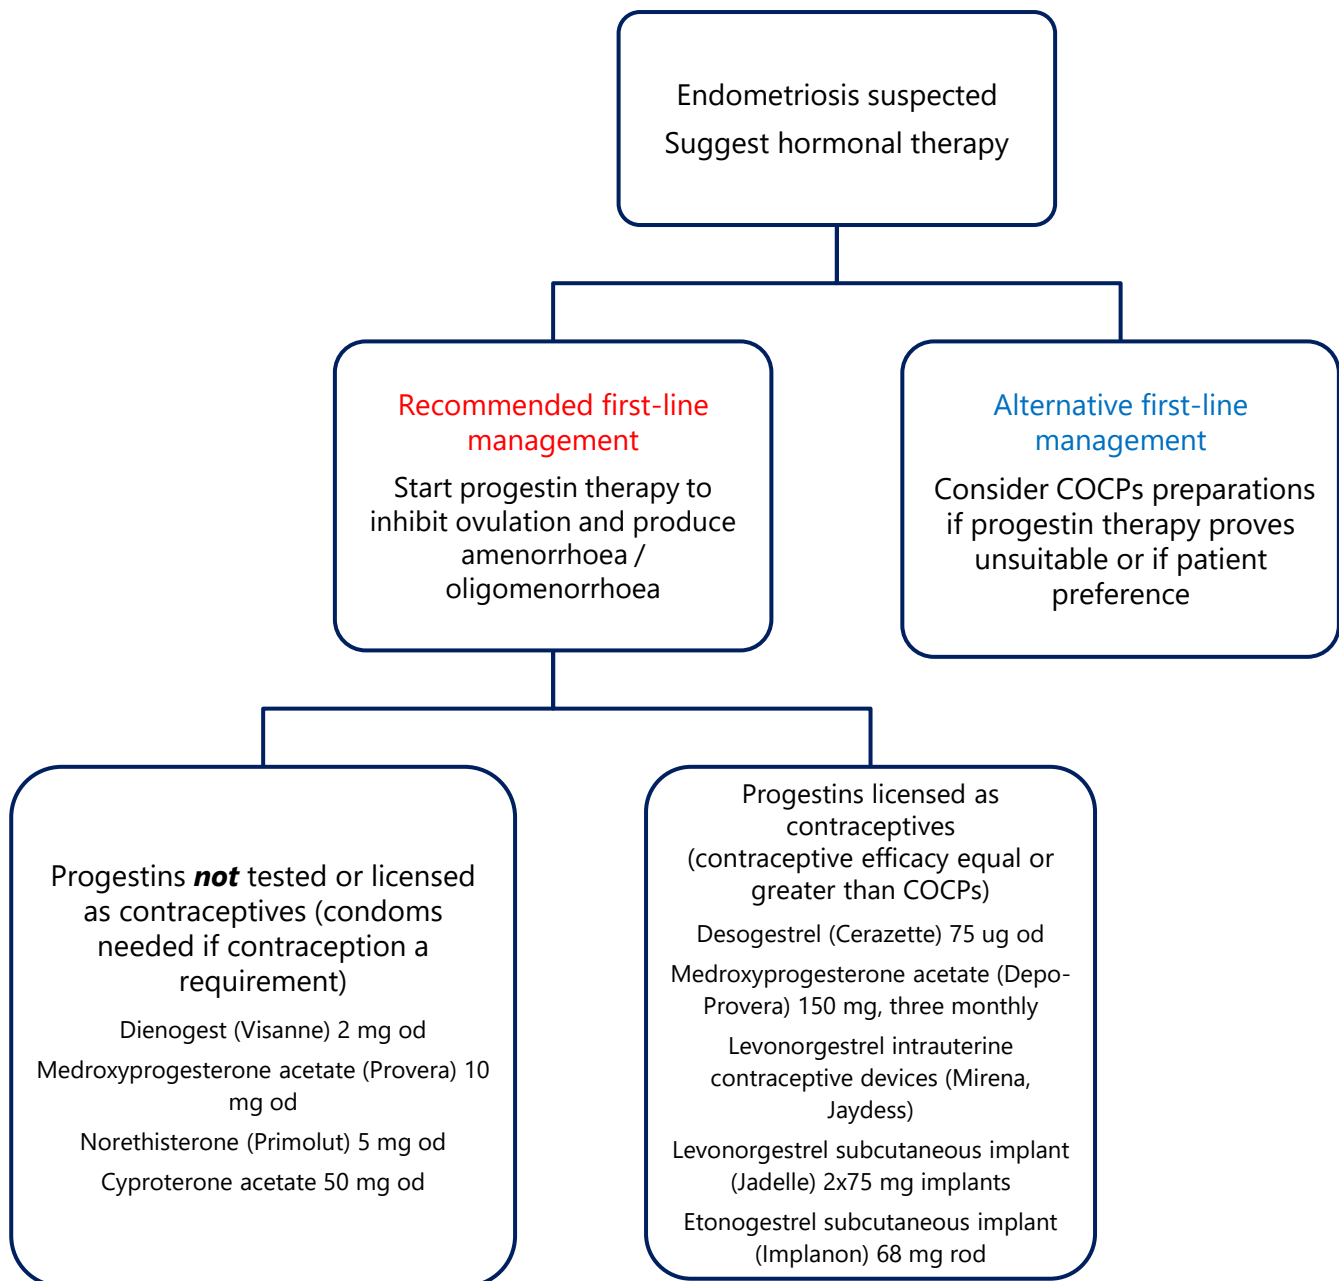 Endometriosis suspected
Suggest hormonal therapy
Recommended first-line
management
Start progestin therapy to
inhibit ovulation and produce
amenorrhoea /
oligomenorrhoea
Alternative first-line
management
Consider COCPs preparations
if progestin therapy proves
unsuitable or if patient
preference
Progestins not tested or licensed
as contraceptives (condoms
needed if contraception a
requirement)
Dienogest (Visanne) 2 mg od
Medroxyprogesterone acetate (Provera) 10
mg od
Norethisterone (Primolut) 5 mg od
Cyproterone acetate 50 mg od
Progestins licensed as
contraceptives
(contraceptive efficacy equal or
greater than COCPs)
Desogestrel (Cerazette) 75 ug od
Medroxyprogesterone acetate (Depo-
Provera) 150 mg, three monthly
Levonorgestrel intrauterine
contraceptive devices (Mirena,
Jaydess)
Levonorgestrel subcutaneous implant
(Jadelle) 2x75 mg implants
Etonogestrel subcutaneous implant
(Implanon) 68 mg rod